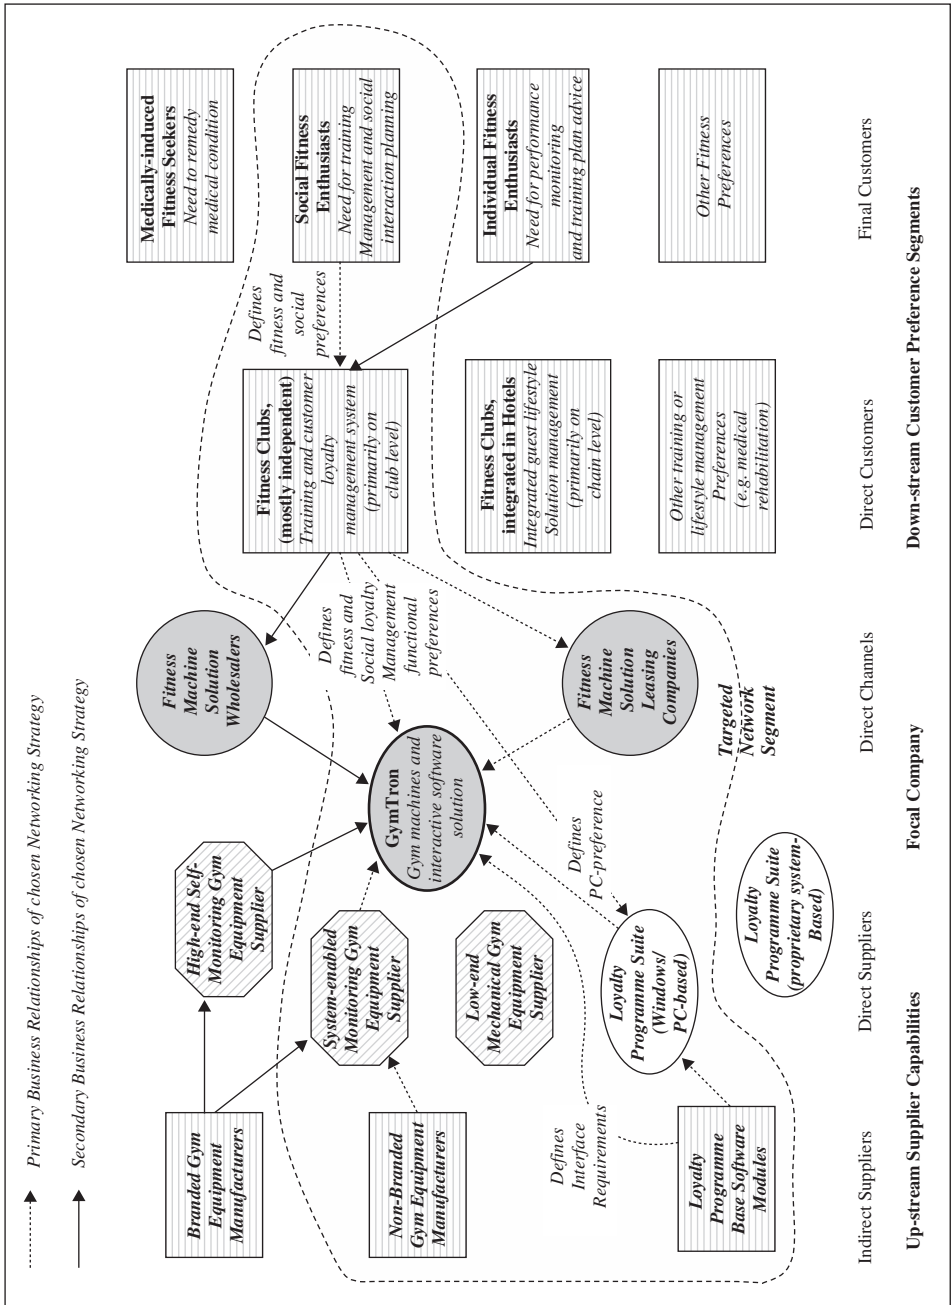 Primary Business Relationships of chosen Networking Strategy
Secondary Business Relationships of chosen Networking Strategy
Branded Gym
Equipment
Manufacturers
Non-Branded
Gym Equipment
Manufacturers
Defines
Interface
Requirements
Loyalty
Programme
Base Software
Modules
High-end Self-
Monitoring Gym
Equipment
Supplier
System-enabled
Monitoring Gym
Equipment
Supplier
Low-end
Mechanical Gym
Equipment
Supplier
Loyalty
Programme Suite
(Windows/
PC-based)
Loyalty
Programme Suite
(proprietary system-
Based)
Defines
PC-preference
GymTron
Gym machines and
interactive software
solution
Fitness
Machine
Solution
Wholesalers
Defines
fitness and
Social loyalty
Management
functional
preferences
Fitness
Machine
Solution
Leasing
Companies
Targeted
Network
Segment
Fitness Clubs,
(mostly independent)
Training and customer
loyalty
management system
(primarily on
club level)
Fitness Clubs,
integrated in Hotels
Integrated guest lifestyle
Solution management
(primarily on
chain level)
Other training or
lifestyle management
Preferences
(e.g. medical
rehabilitation)
Defines
fitness and
social
preferences
Medically-induced
Fitness Seekers
Need to remedy
medical condition
Social Fitness
Enthusiasts
Need for training
Management and social
interaction planning
Individual Fitness
Enthusiasts
Need for performance
monitoring
and training plan advice
Other Fitness
Preferences
Indirect Suppliers
Direct Suppliers
Direct Channels
Direct Customers
Final Customers
Up-stream Supplier Capabilities
Focal Company
Down-stream Customer Preference Segments